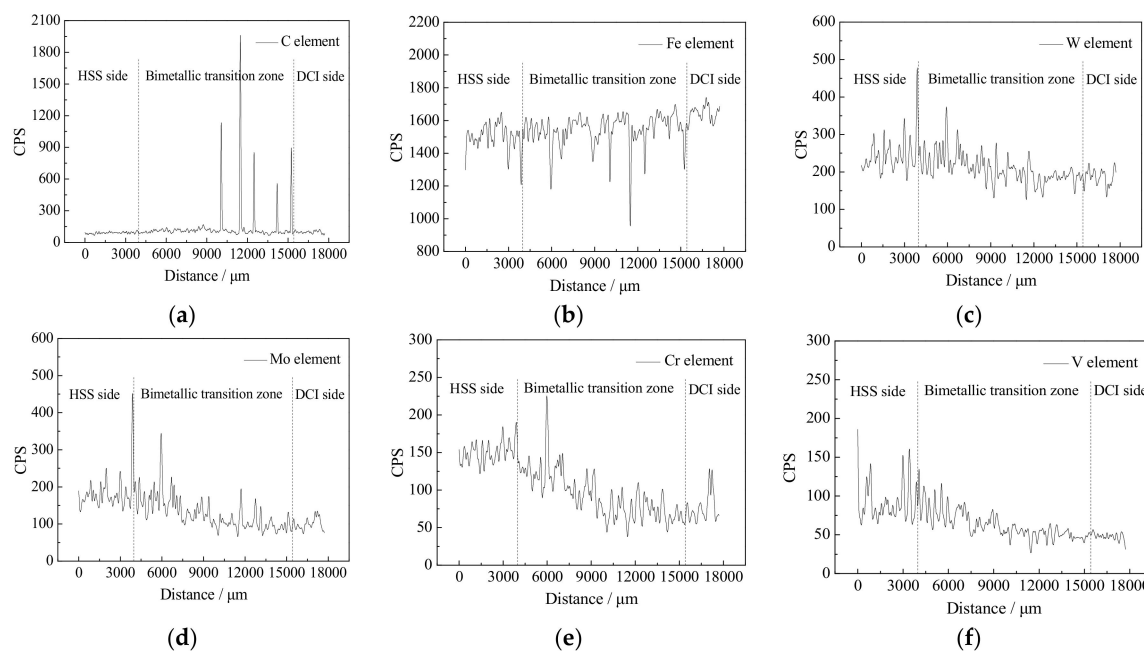 2100
1800
1500
1200
900
600
300
0
CPS
C element
HSS side
Bimetallic transition zone
DCI side
0 3000 6000 9000 12000 15000 18000
Distance / μm
(a)
2200
2000
1800
1600
1400
1200
1000
800
CPS
Fe element
HSS side
Bimetallic transition zone
DCI side
0 3000 6000 9000 12000 15000 18000
Distance / μm
(b)
600
500
400
300
200
100
0
CPS
W element
HSS side
Bimetallic transition zone
DCI side
0 3000 6000 9000 12000 15000 18000
Distance / μm
(c)
600
500
400
300
200
100
0
CPS
Mo element
HSS side
Bimetallic transition zone
DCI side
0 3000 6000 9000 12000 15000 18000
Distance / μm
(d)
300
250
200
150
100
50
0
CPS
Cr element
HSS side
Bimetallic transition zone
DCI side
0 3000 6000 9000 12000 15000 18000
Distance / μm
(e)
300
250
200
150
100
50
0
CPS
V element
HSS side
Bimetallic transition zone
DCI side
0 3000 6000 9000 12000 15000 18000
Distance / μm
(f)